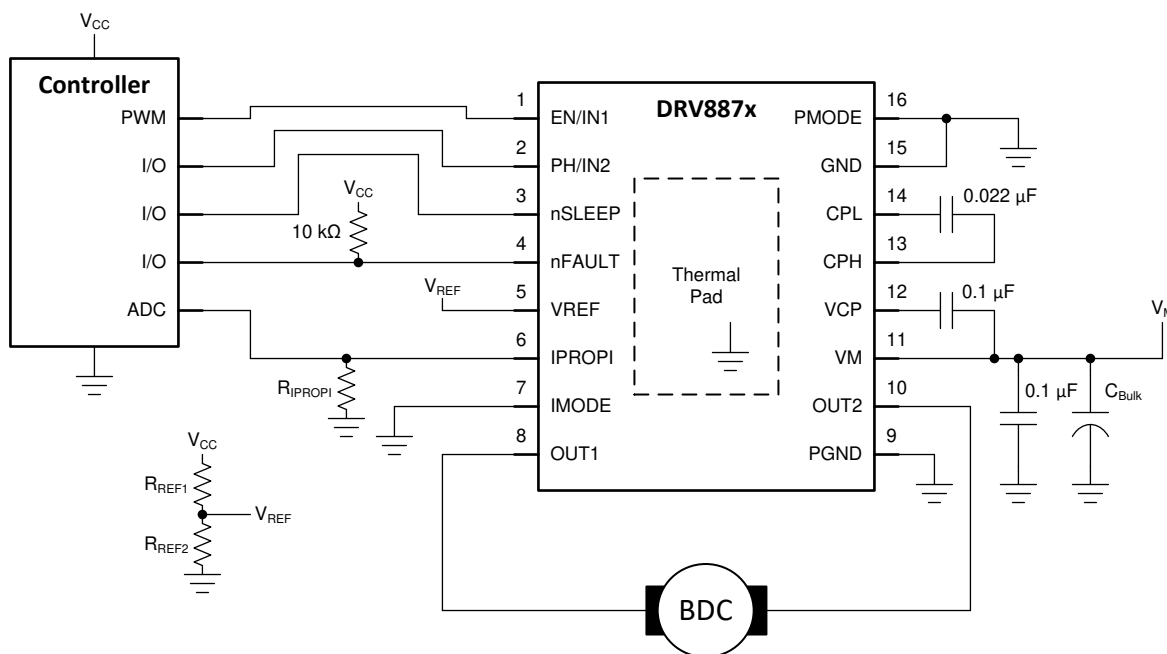 VCC
Controller
PWM
I/O
I/O
I/O
ADC
VCC
10 kΩ
VREF
RIPROPI
VCC
RREF1
VREF
RREF2
DRV887x
1 EN/IN1
2 PH/IN2
3 nSLEEP
4 nFAULT
5 VREF
6 IPROPI
7 IMODE
8 OUT1
Thermal
Pad
16 PMODE
15 GND
14 CPL
13 CPH
12 VCP
11 VM
10 OUT2
9 PGND
0.022 µF
0.1 µF
VM
0.1 µF
CBulk
BDC